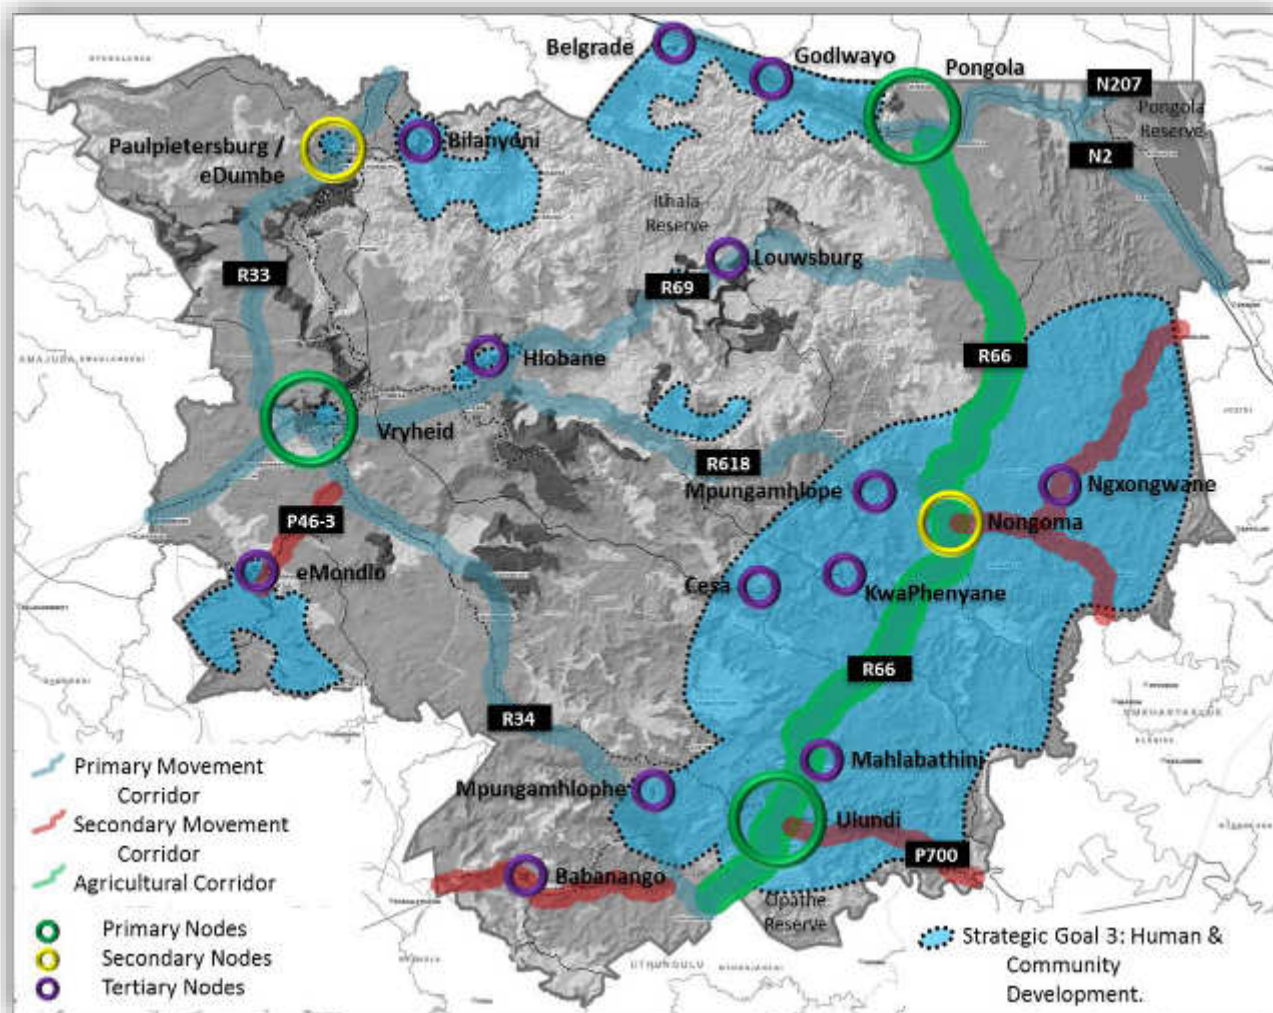 Belgrade
Godlwayo
Pongola
N207
Pongola
Reserve
N2
Paulpietersburg /
eDumbe
Bilanyoni
Ithala
Reserve
Louwsburg
R33
R69
R66
Hlobane
Vryheid
R618
Mpungamhlope
Ngxongwane
P46-3
Nongoma
eMondlo
Cesa
KwaPhenyane
R66
R34
Mahlabathini
Mpungamhlophe
Ulundi
P700
Babanango
Opathe
Reserve
UTHUNGULU
Primary Movement
Corridor
Secondary Movement
Corridor
Agricultural Corridor
Primary Nodes
Secondary Nodes
Tertiary Nodes
Strategic Goal 3: Human &
Community
Development.